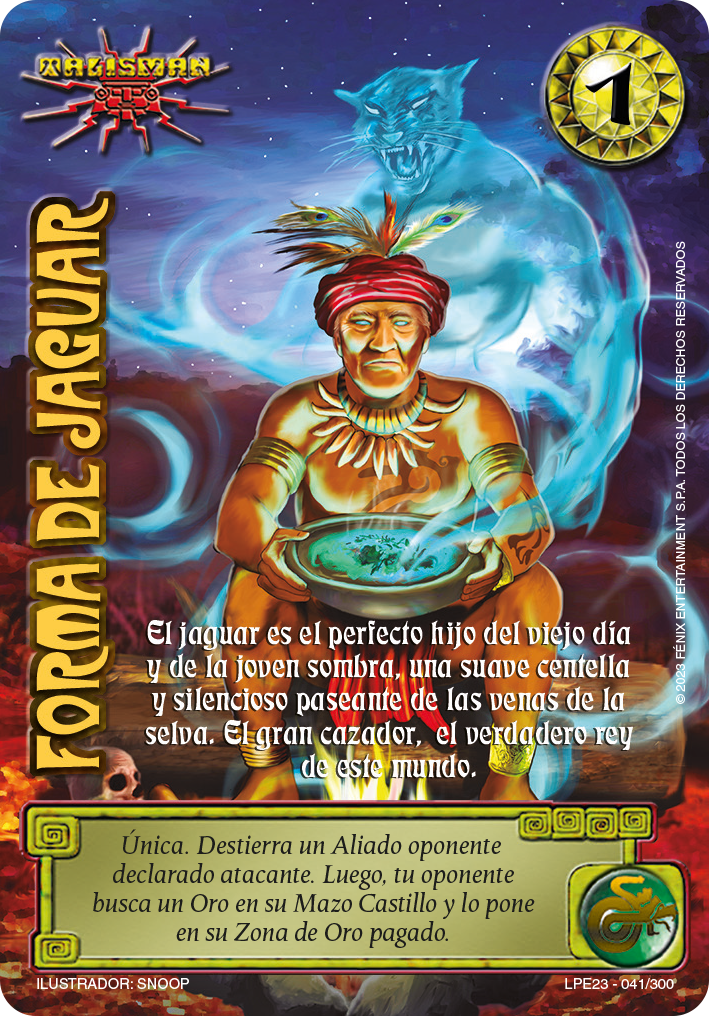 TALISMAN
1
FORMA DE JAGUAR
El jaguar es el perfecto hijo del viejo día
y de la joven sombra, una suave centella
y silencioso paseante de las venas de la
selva. El gran cazador, el verdadero rey
de este mundo.
© 2023 FÉNIX ENTERTAINMENT S.P.A. TODOS LOS DERECHOS RESERVADOS
Única. Destierra un Aliado oponente
declarado atacante. Luego, tu oponente
busca un Oro en su Mazo Castillo y lo pone
en su Zona de Oro pagado.
ILUSTRADOR: SNOOP
LPE23 - 041/300